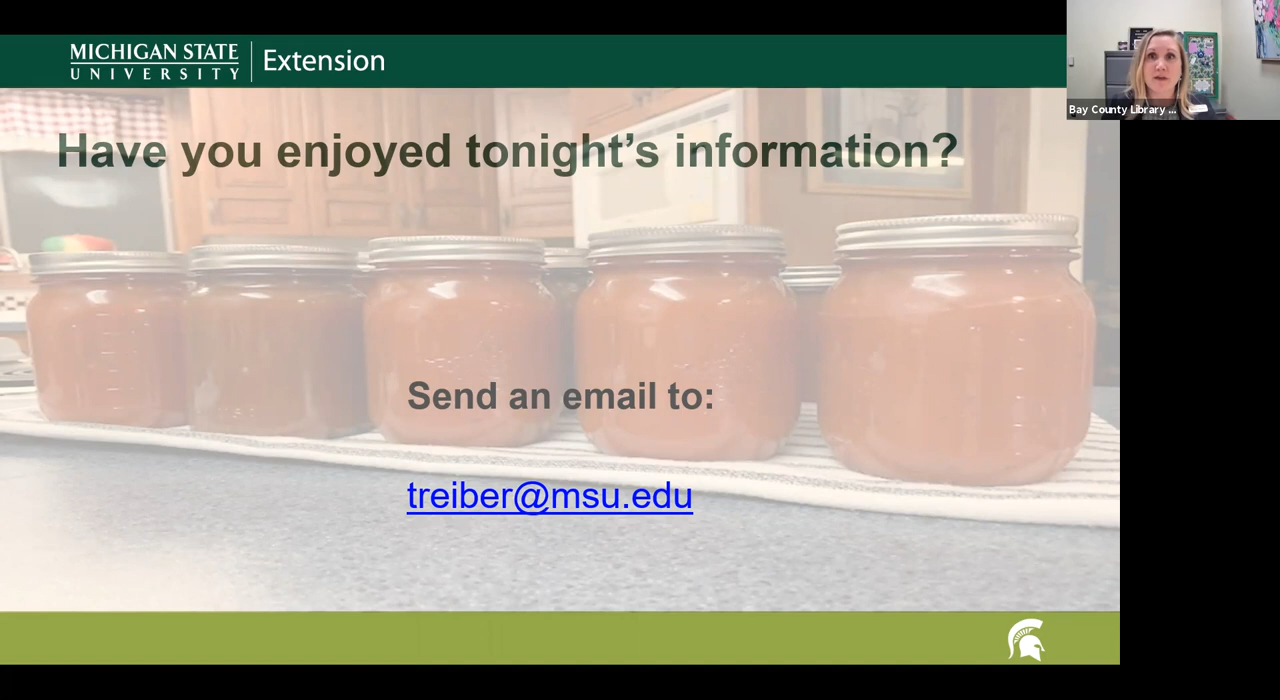 MICHIGAN STATE
UNIVERSITY
Extension
Bay County Library ...
Have you enjoyed tonight’s information?
Send an email to:
treiber@msu.edu